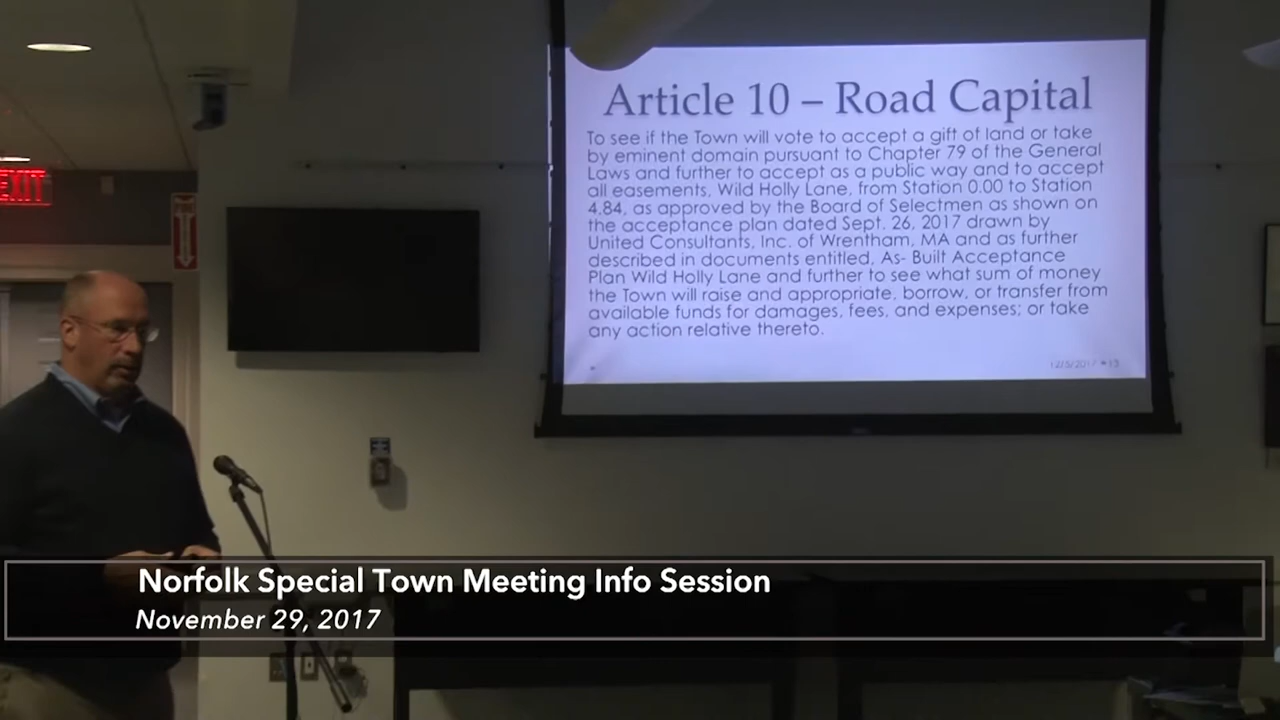 Article 10 – Road Capital
To see if the Town will vote to accept a gift of land or take
by eminent domain pursuant to Chapter 79 of the General
Laws and further to accept as a public way and to accept
all easements, Wild Holly Lane, from Station 0.00 to Station
4.84, as approved by the Board of Selectmen as shown on
the acceptance plan dated Sept. 26, 2017 drawn by
United Consultants, Inc. of Wrentham, MA and as further
described in documents entitled, As- Built Acceptance
Plan Wild Holly Lane and further to see what sum of money
the Town will raise and appropriate, borrow, or transfer from
available funds for damages, fees, and expenses; or take
any action relative thereto.
12/5/2017 • 13
EXIT
Norfolk Special Town Meeting Info Session
November 29, 2017